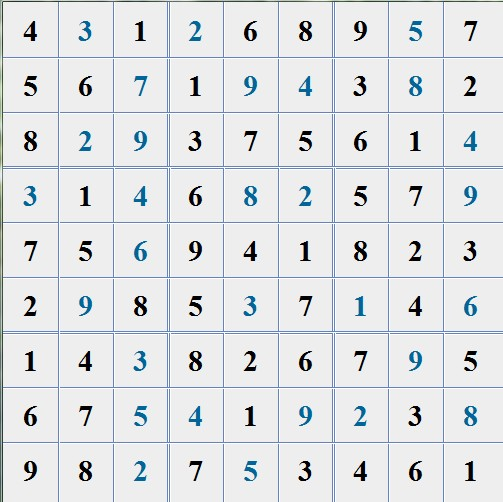 4 3 1 2 6 8 9 5 7
5 6 7 1 9 4 3 8 2
8 2 9 3 7 5 6 1 4
3 1 4 6 8 2 5 7 9
7 5 6 9 4 1 8 2 3
2 9 8 5 3 7 1 4 6
1 4 3 8 2 6 7 9 5
6 7 5 4 1 9 2 3 8
9 8 2 7 5 3 4 6 1